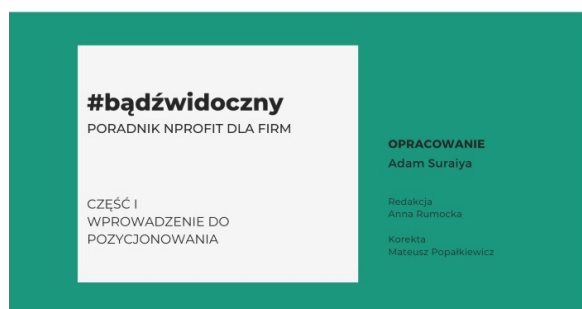 #bądźwidoczny
PORADNIK NPROFIT DLA FIRM
CZĘŚĆ I
WPROWADZENIE DO
POZYCJONOWANIA
OPRACOWANIE
Adam Suraiya
Redakcja
Anna Rumocka
Korekta
Mateusz Popałkiewicz